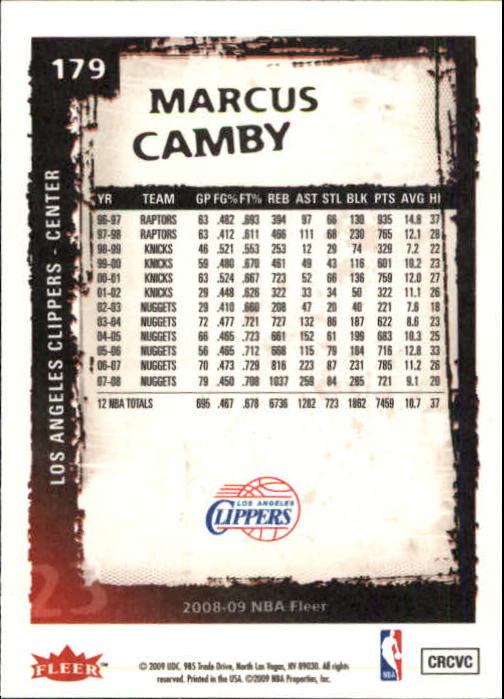 179
MARCUS
CAMBY
LOS ANGELES CLIPPERS - CENTER
YR TEAM GP FG% FT% REB AST STL BLK PTS AVG HI
96-97 RAPTORS 63 .482 .693 394 97 66 130 935 14.8 37
97-98 RAPTORS 63 .412 .611 466 111 68 230 765 12.1 28
98-99 KNICKS 46 .521 .553 253 12 29 74 329 7.2 22
99-00 KNICKS 59 .480 .670 461 49 43 116 601 10.2 23
00-01 KNICKS 63 .524 .667 723 52 66 136 759 12.0 27
01-02 KNICKS 29 .448 .626 322 33 34 50 322 11.1 26
02-03 NUGGETS 29 .410 .660 208 47 20 40 221 7.6 18
03-04 NUGGETS 72 .477 .721 727 132 86 187 622 8.6 23
04-05 NUGGETS 66 .465 .723 661 152 61 199 683 10.3 25
05-06 NUGGETS 56 .465 .712 668 115 79 184 716 12.8 33
06-07 NUGGETS 70 .473 .729 816 223 87 231 785 11.2 26
07-08 NUGGETS 79 .450 .708 1037 259 84 285 721 9.1 20
12 NBA TOTALS 695 .467 .678 6736 1282 723 1862 7459 10.7 37
LOS ANGELES
CLIPPERS
23
2008-09 NBA Fleer
FLEER™
© 2009 UDC. 985 Trade Drive, North Las Vegas, NV 89030. All rights
reserved. Printed in the USA. ©2009 NBA Properties, Inc.
NBA
CRCVC